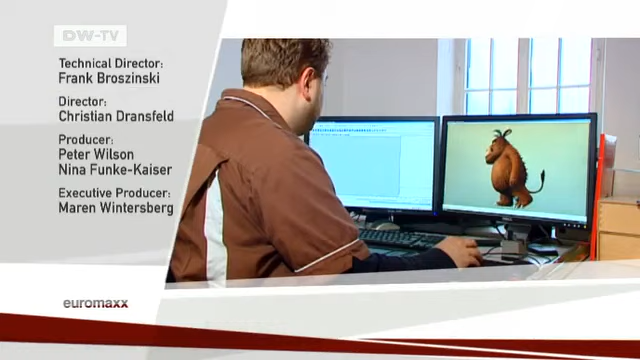 DW-TV
Technical Director:
Frank Broszinski
Director:
Christian Dransfeld
Producer:
Peter Wilson
Nina Funke-Kaiser
Executive Producer:
Maren Wintersberg
euromaxx